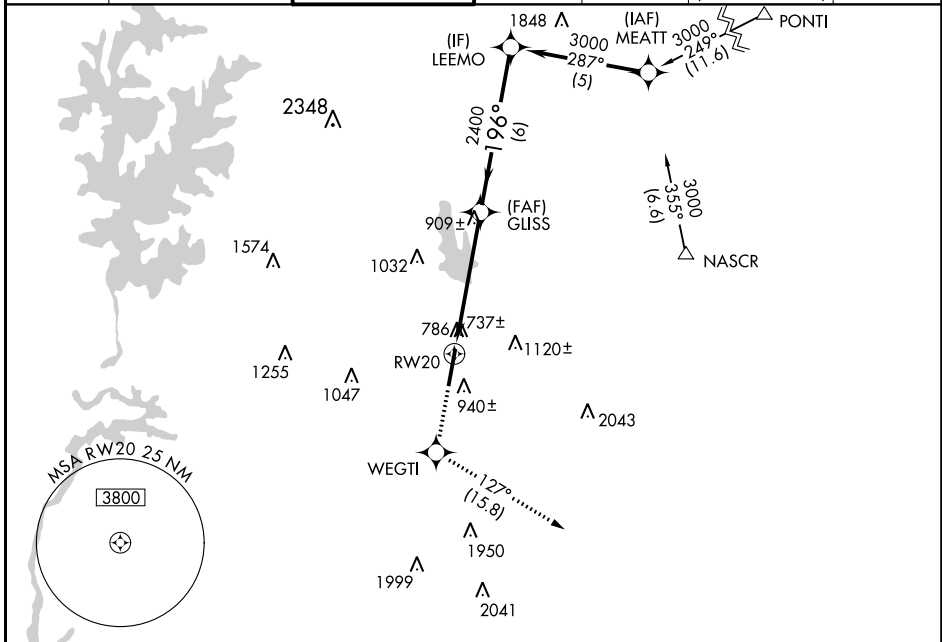 1848
(IF)
LEEMO
3000
287°
(5)
(IAF)
MEATT
3000
249°
(11.6)
PONTI
2348
2400
196°
(6)
3000
355°
(6.6)
NASCR
(FAF)
GLISS
909±
1574
1032
786
737±
RW20
1120±
1255
1047
940±
2043
WEGTI
127°
(15.8)
MSA RW20 25 NM
3800
1950
1999
2041